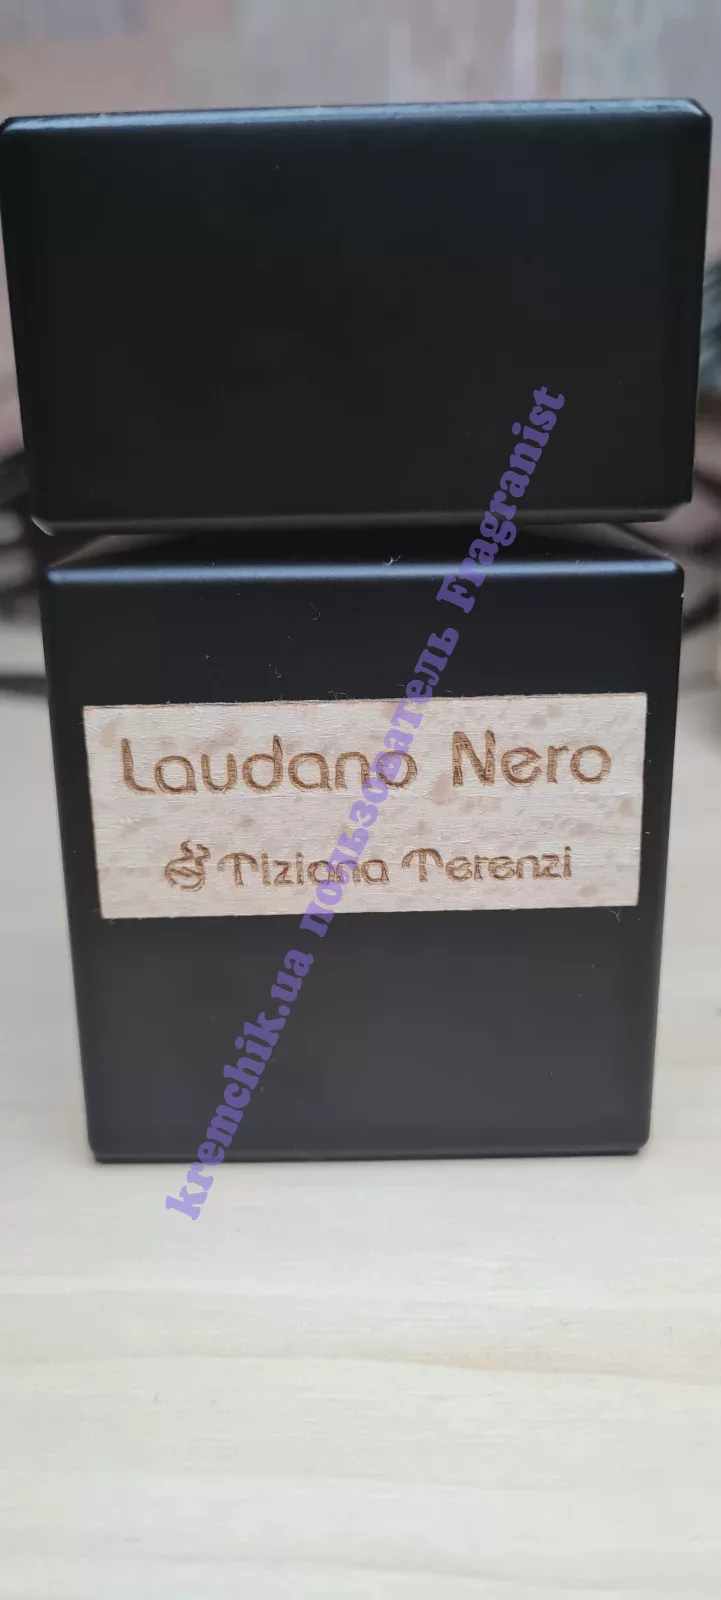 Laudano Nero
Tiziana Terenzi
kremchik.ua пользователь Fragranist